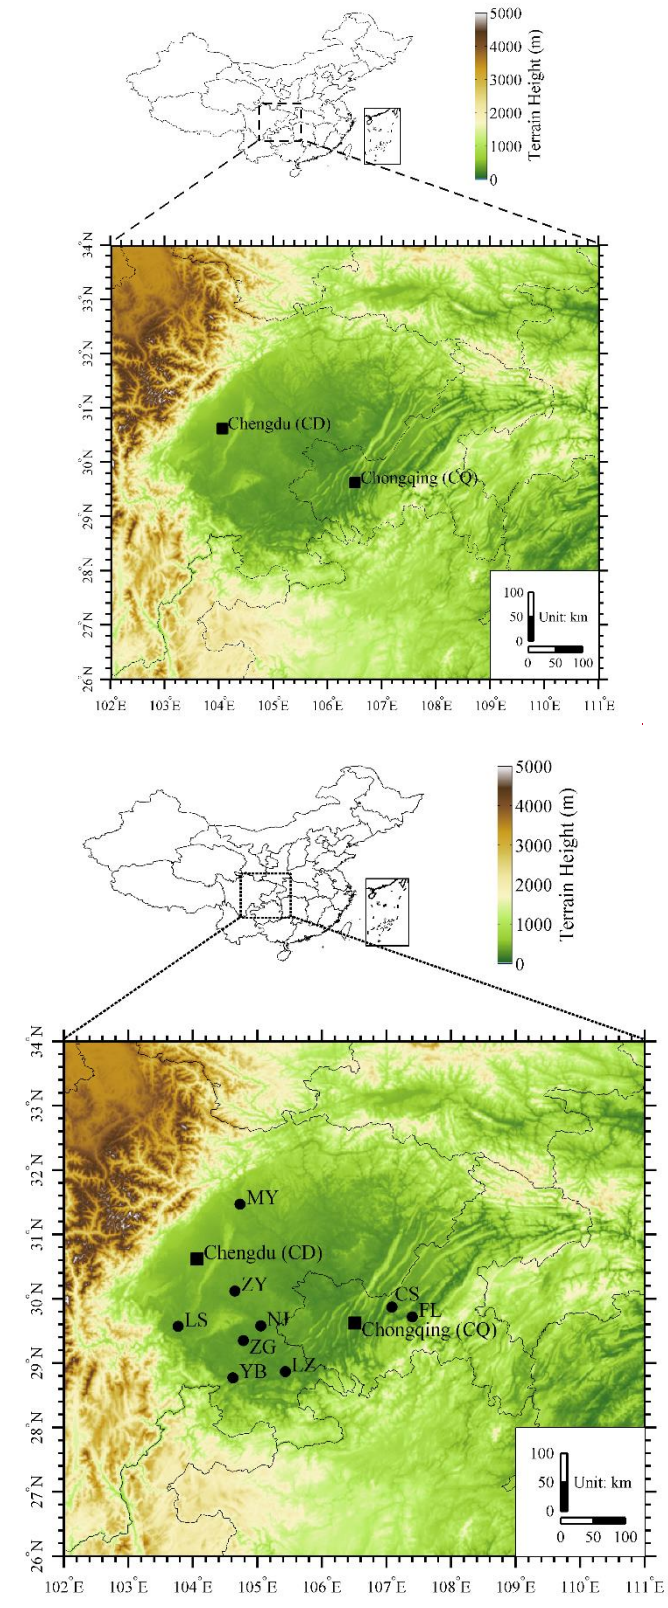 5000
4000
3000
2000
1000
0
Terrain Height (m)
34°N
33°N
32°N
31°N
30°N
29°N
28°N
27°N
26°N
Chengdu (CD)
Chongqing (CQ)
100
50
0
Unit: km
0 50 100
102°E 103°E 104°E 105°E 106°E 107°E 108°E 109°E 110°E 111°E
5000
4000
3000
2000
1000
0
Terrain Height (m)
34°N
33°N
32°N
31°N
30°N
29°N
28°N
27°N
26°N
MY
Chengdu (CD)
ZY
CS
FL
LS
NJ
Chongqing (CQ)
ZG
YB
LZ
100
50
0
Unit: km
0 50 100
102°E 103°E 104°E 105°E 106°E 107°E 108°E 109°E 110°E 111°E